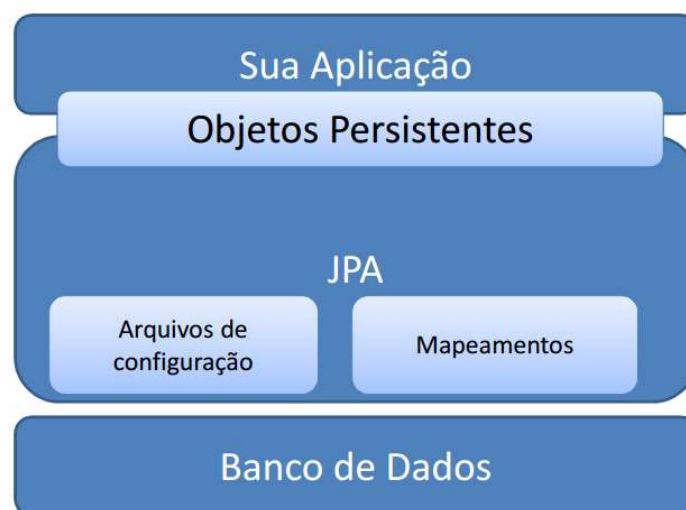 Sua Aplicação
Objetos Persistentes
JPA
Arquivos de
configuração
Mapeamentos
Banco de Dados